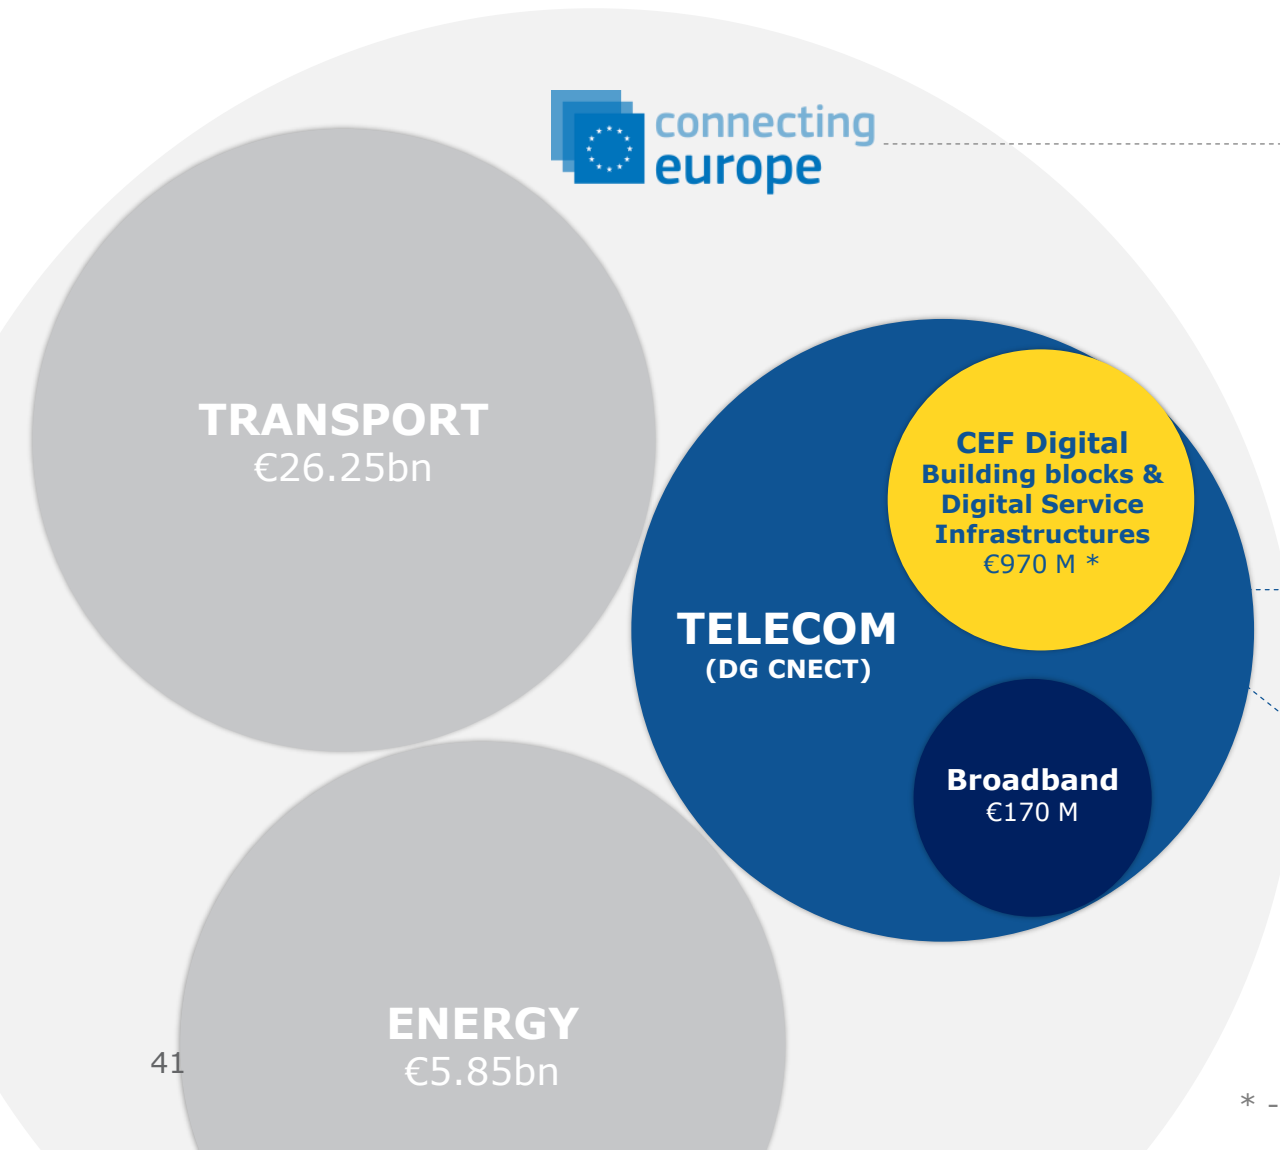 connecting
europe
TRANSPORT
€26.25bn
CEF Digital
Building blocks &
Digital Service
Infrastructures
€970 M *
TELECOM
(DG CNECT)
Broadband
€170 M
ENERGY
€5.85bn
41
* -